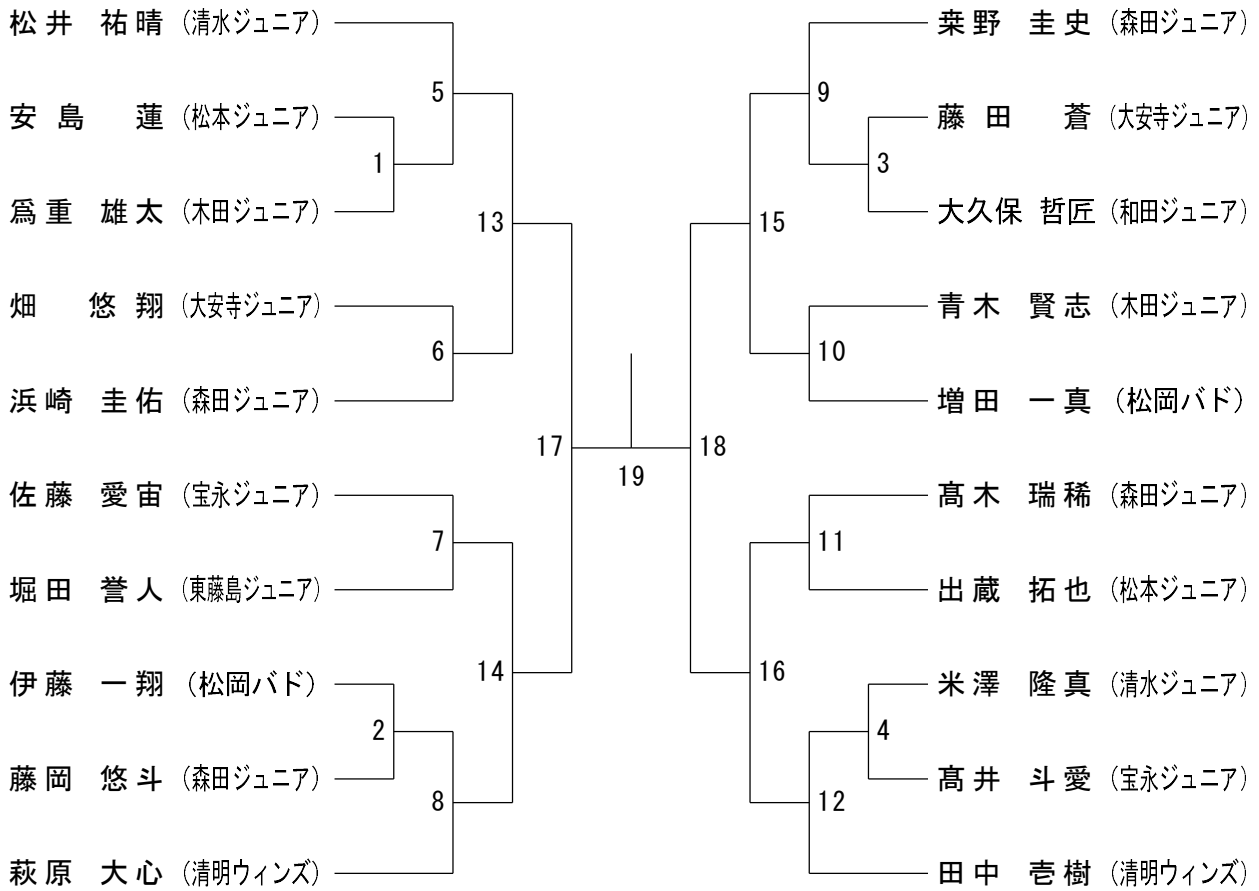 松井 祐晴 (清水ジュニア)
5
安島 蓮 (松本ジュニア)
1
爲重 雄太 (木田ジュニア)
13
畑 悠翔 (大安寺ジュニア)
6
浜崎 圭佑 (森田ジュニア)
17
佐藤 愛宙 (宝永ジュニア)
7
堀田 誉人 (東藤島ジュニア)
14
伊藤 一翔 (松岡バド)
2
藤岡 悠斗 (森田ジュニア)
8
萩原 大心 (清明ウィンズ)
19
桒野 圭史 (森田ジュニア)
9
藤田 蒼 (大安寺ジュニア)
3
大久保 哲匠 (和田ジュニア)
15
青木 賢志 (木田ジュニア)
10
増田 一真 (松岡バド)
18
髙木 瑞稀 (森田ジュニア)
11
出蔵 拓也 (松本ジュニア)
16
米澤 隆真 (清水ジュニア)
4
髙井 斗愛 (宝永ジュニア)
12
田中 壱樹 (清明ウィンズ)